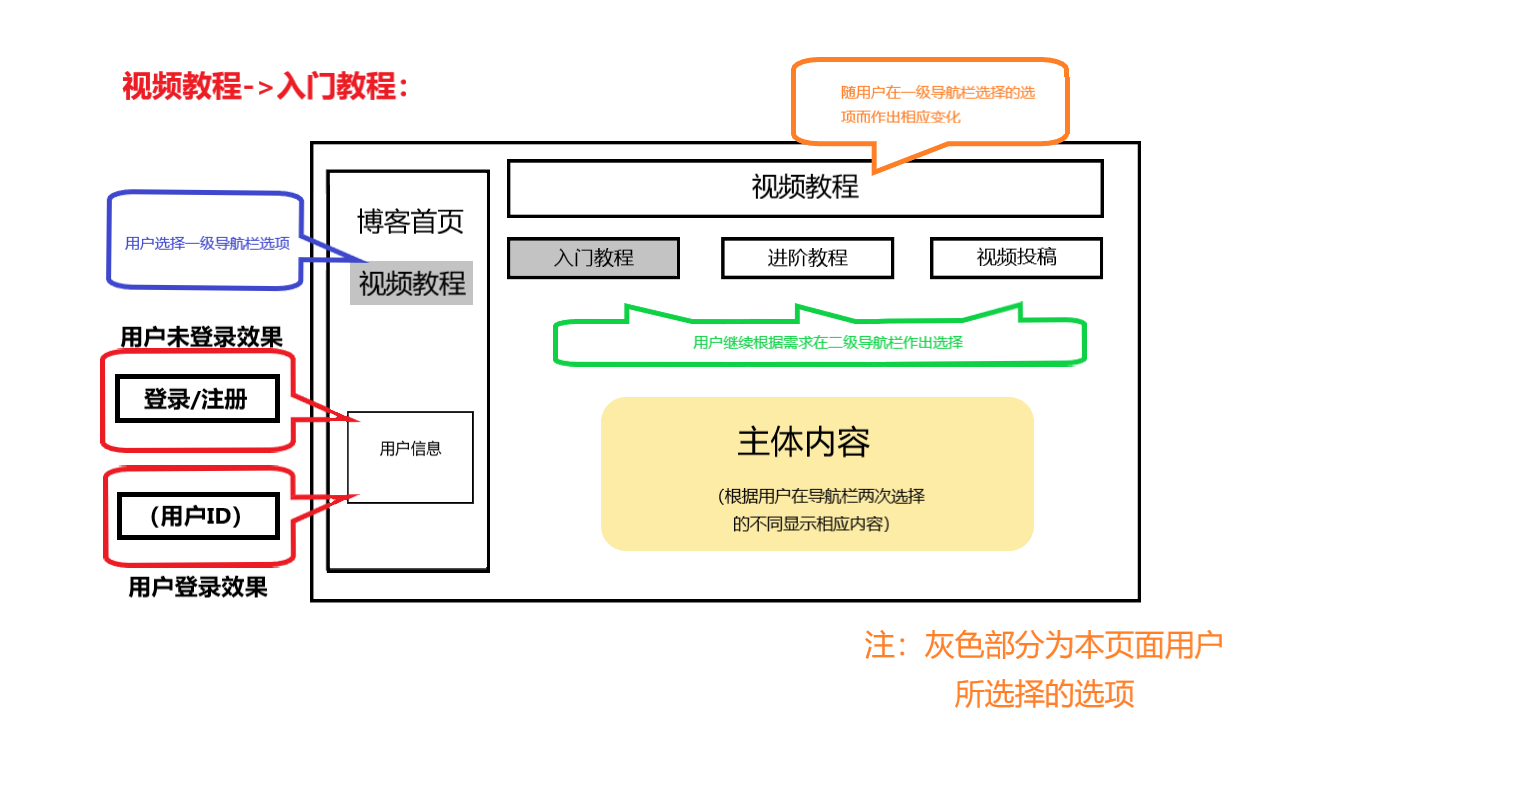 视频教程->入门教程：
随用户在一级导航栏选择的选
项而作出相应变化
视频教程
博客首页
用户选择一级导航栏选项
视频教程
入门教程
进阶教程
视频投稿
用户继续根据需求在二级导航栏作出选择
用户未登录效果
登录/注册
用户信息
主体内容
（根据用户在导航栏两次选择
的不同显示相应内容）
（用户ID）
用户登录效果
注：灰色部分为本页面用户
所选择的选项